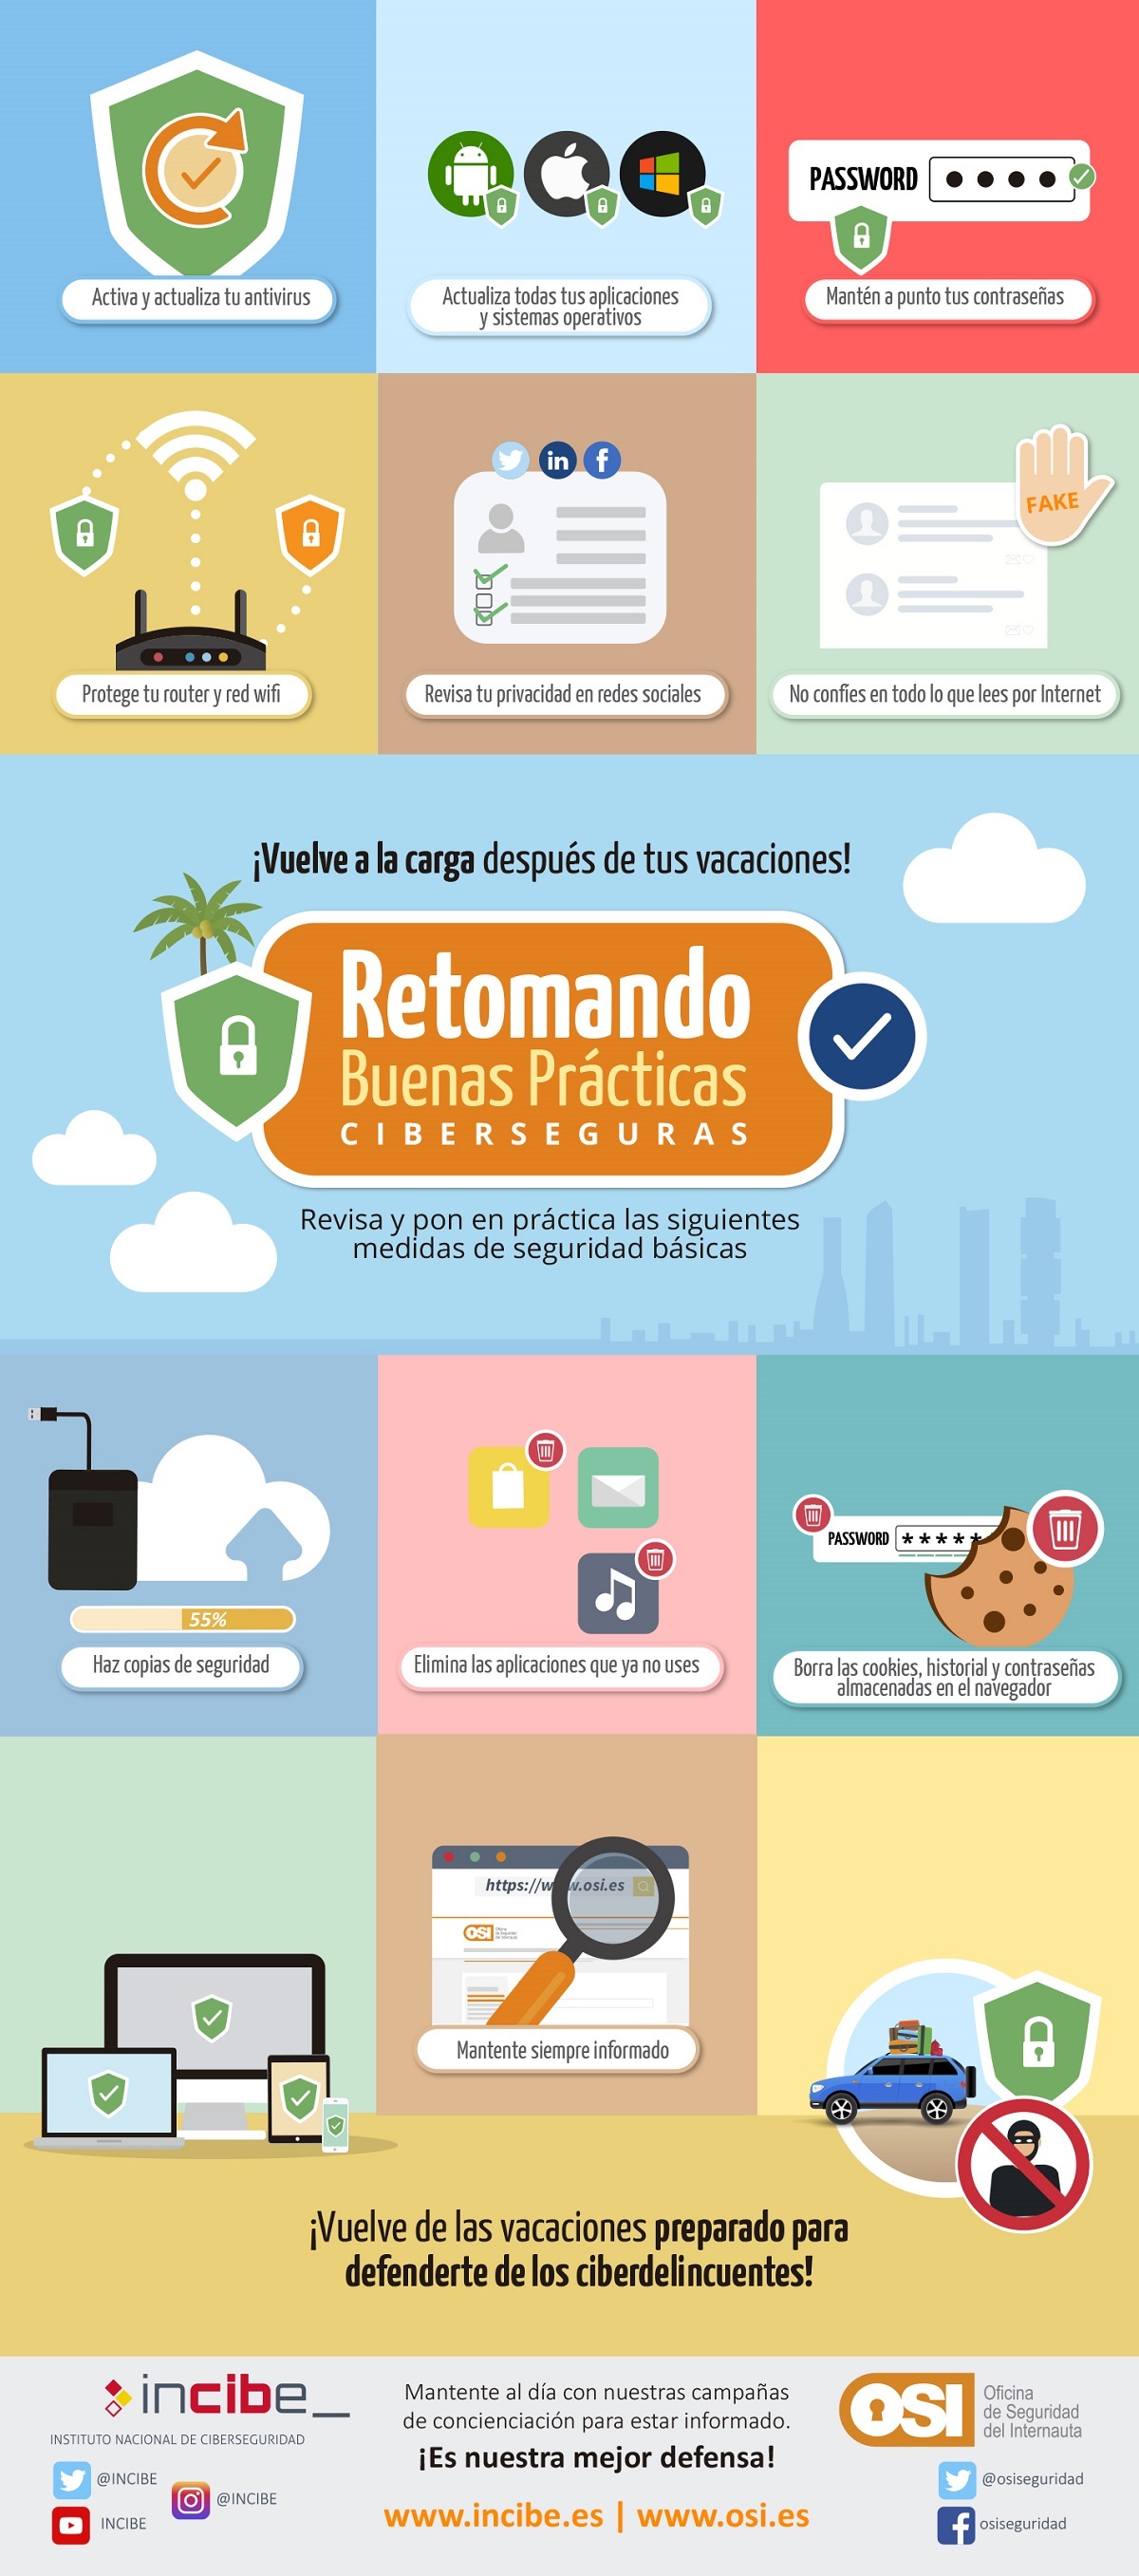 Activa y actualiza tu antivirus
Actualiza todas tus aplicaciones
y sistemas operativos
PASSWORD
Mantén a punto tus contraseñas
Protege tu router y red wifi
in f
Revisa tu privacidad en redes sociales
FAKE
No confíes en todo lo que lees por Internet
¡Vuelve a la carga después de tus vacaciones!
Retomando
Buenas Prácticas
CIBERSEGURAS
Revisa y pon en práctica las siguientes
medidas de seguridad básicas
55%
Haz copias de seguridad
Elimina las aplicaciones que ya no uses
PASSWORD *****
Borra las cookies, historial y contraseñas
almacenadas en el navegador
https://www.osi.es
OSI
Mantente siempre informado
¡Vuelve de las vacaciones preparado para
defenderte de los ciberdelincuentes!
incibe_
INSTITUTO NACIONAL DE CIBERSEGURIDAD
@INCIBE
@INCIBE
INCIBE
Mantente al día con nuestras campañas
de concienciación para estar informado.
¡Es nuestra mejor defensa!
www.incibe.es | www.osi.es
OSI
Oficina
de Seguridad
del Internauta
@osiseguridad
osiseguridad